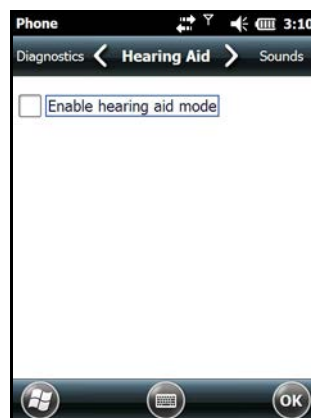 Phone 3:10
Diagnostics Hearing Aid Sounds
Enable hearing aid mode
OK